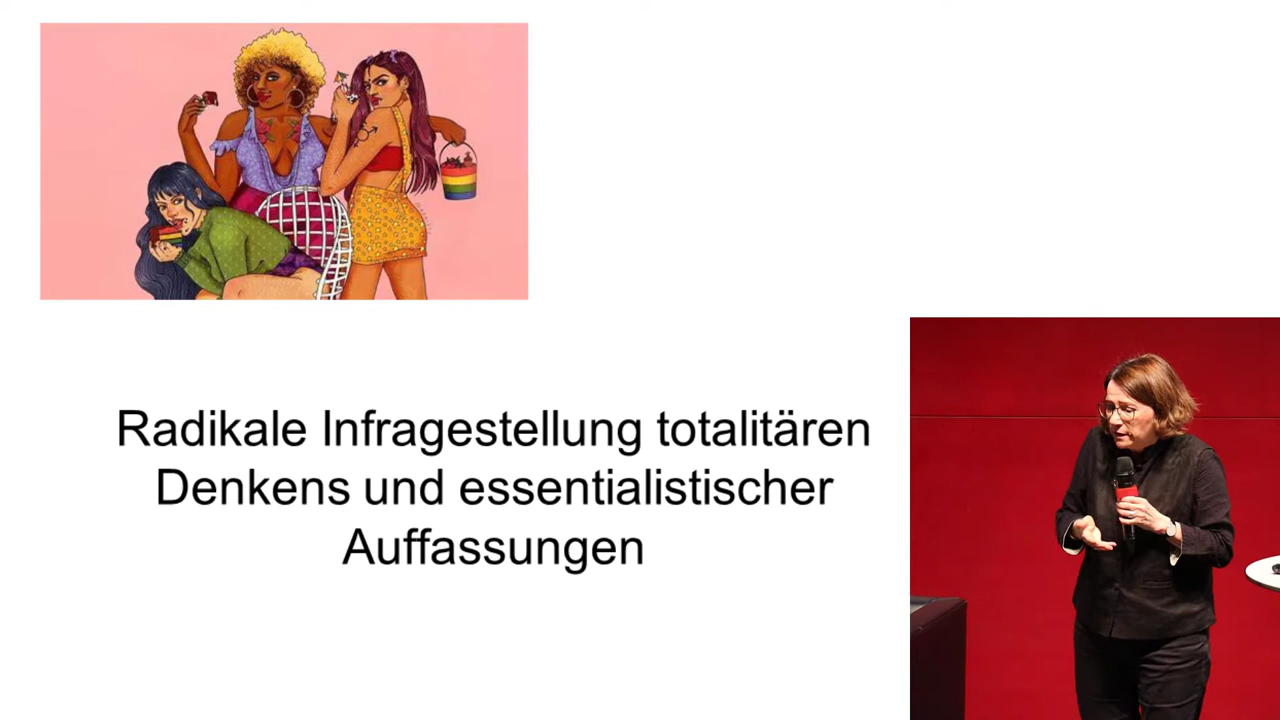 Radikale Infragestellung totalitären
Denkens und essentialistischer
Auffassungen